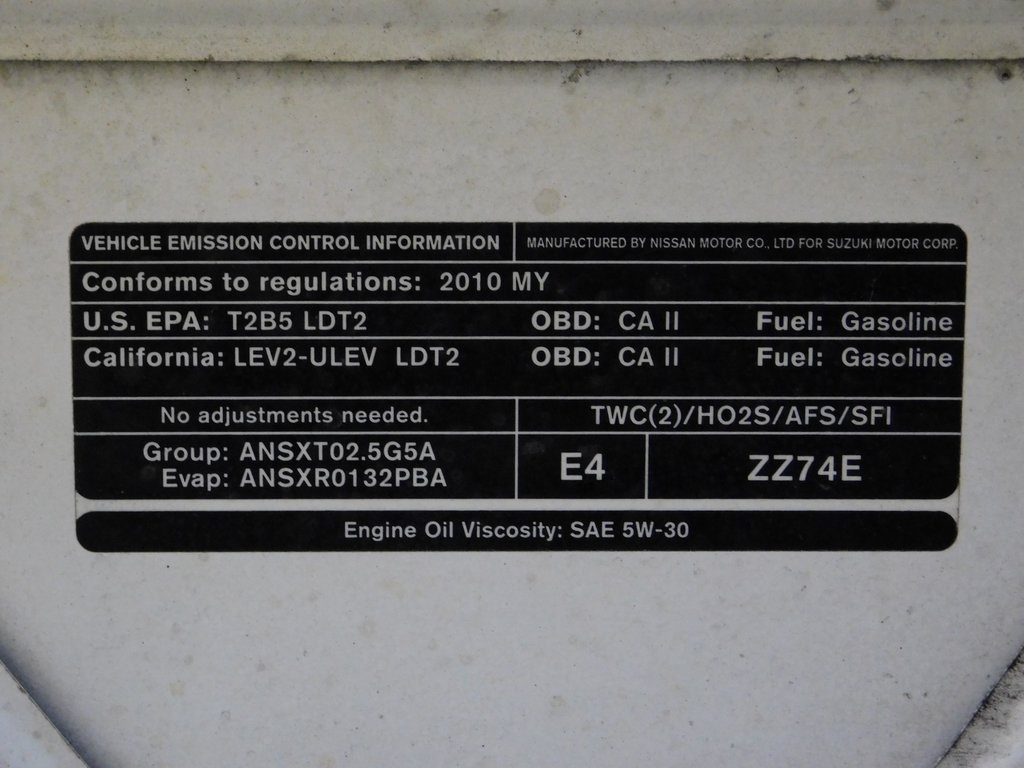 VEHICLE EMISSION CONTROL INFORMATION MANUFACTURED BY NISSAN MOTOR CO., LTD FOR SUZUKI MOTOR CORP.
Conforms to regulations: 2010 MY
U.S. EPA: T2B5 LDT2 OBD: CA II Fuel: Gasoline
California: LEV2-ULEV LDT2 OBD: CA II Fuel: Gasoline
No adjustments needed. TWC(2)/HO2S/AFS/SFI
Group: ANSXT02.5G5A
Evap: ANSXR0132PBA
E4 ZZ74E
Engine Oil Viscosity: SAE 5W-30